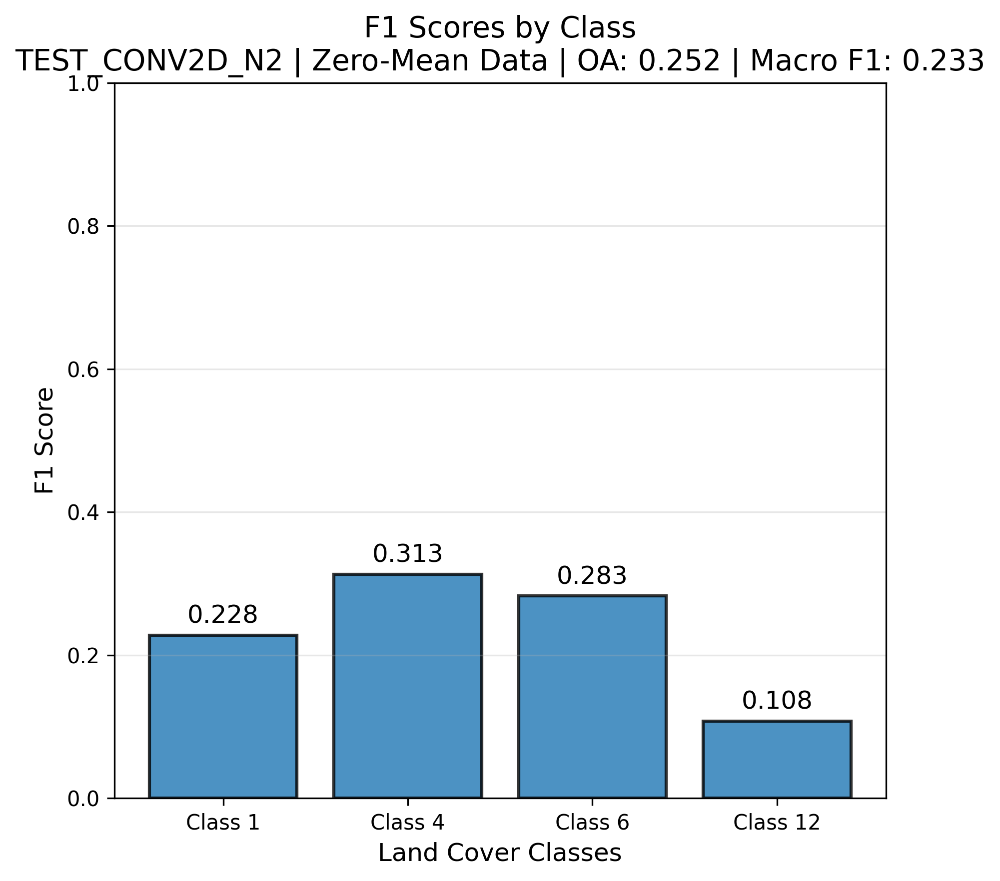 F1 Scores by Class
TEST_CONV2D_N2 | Zero-Mean Data | OA: 0.252 | Macro F1: 0.233
1.0
0.8
0.6
0.4
0.2
0.0
F1 Score
0.228
0.313
0.283
0.108
Class 1
Class 4
Class 6
Class 12
Land Cover Classes